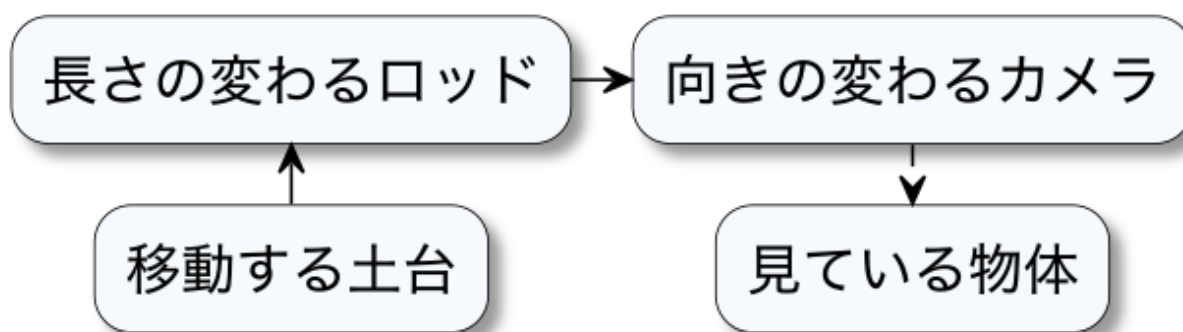 長さの変わるロッド
向きの変わるカメラ
移動する土台
見ている物体